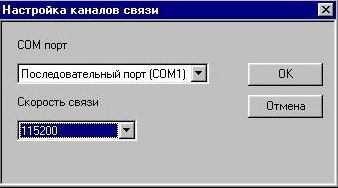 Настройка каналов связи
COM порт
Последовательный порт (COM1)
OK
Скорость связи
Отмена
115200